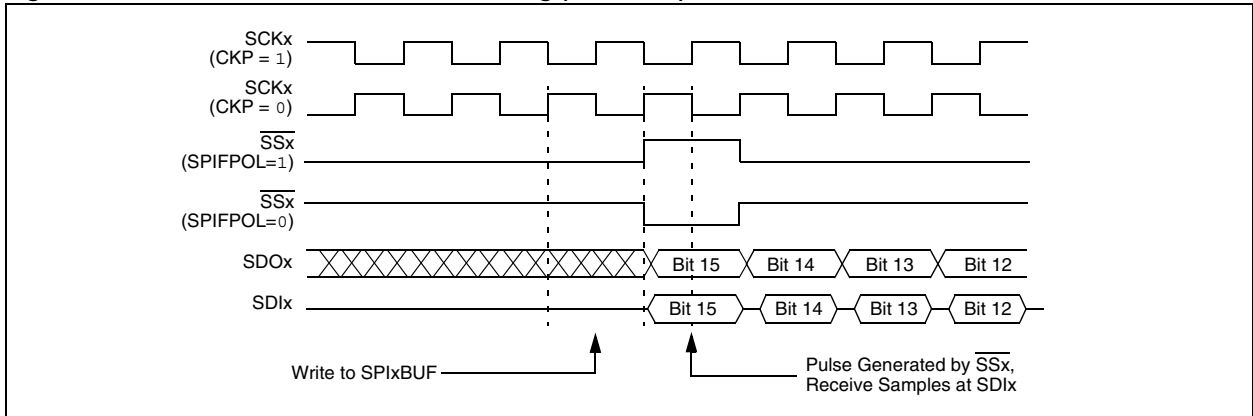 SCKx
(CKP = 1)
SCKx
(CKP = 0)
SSx
(SPIFPOL=1)
SSx
(SPIFPOL=0)
SDOx
Bit 15
Bit 14
Bit 13
Bit 12
SDIx
Bit 15
Bit 14
Bit 13
Bit 12
Write to SPIxBUF
Pulse Generated by SSx,
Receive Samples at SDIx